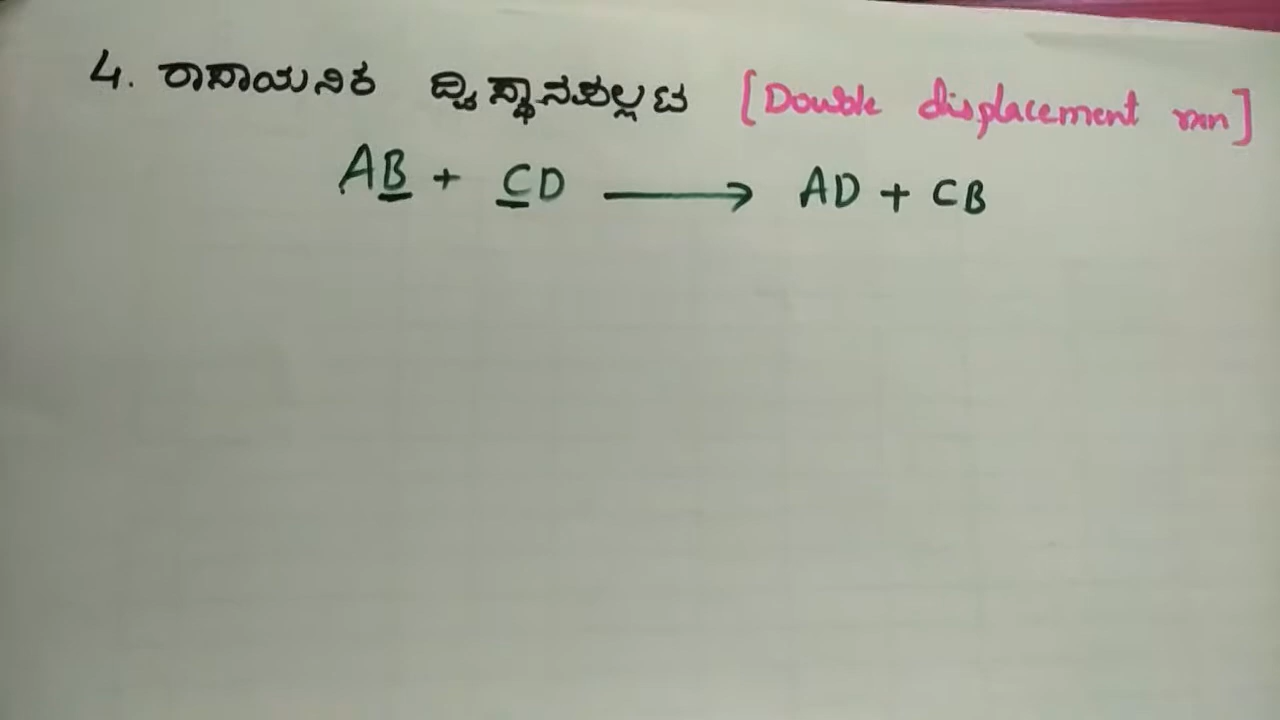 4. ರಾಸಾಯನಿಕ ದ್ವಿಸ್ಥಾನಪಲ್ಲಟ [Double displacement rxn]
AB + CD ⟶ AD + CB